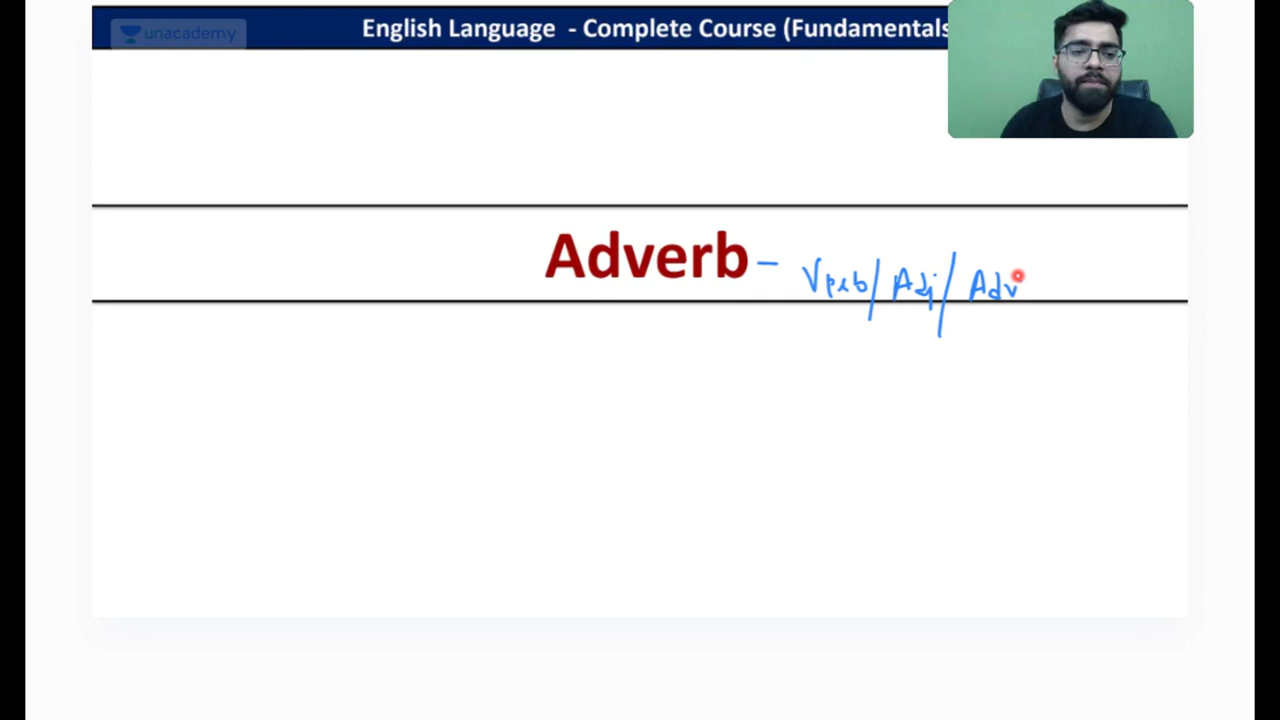 unacademy
English Language - Complete Course (Fundamentals
Adverb - Verb/ Adj/ Adv